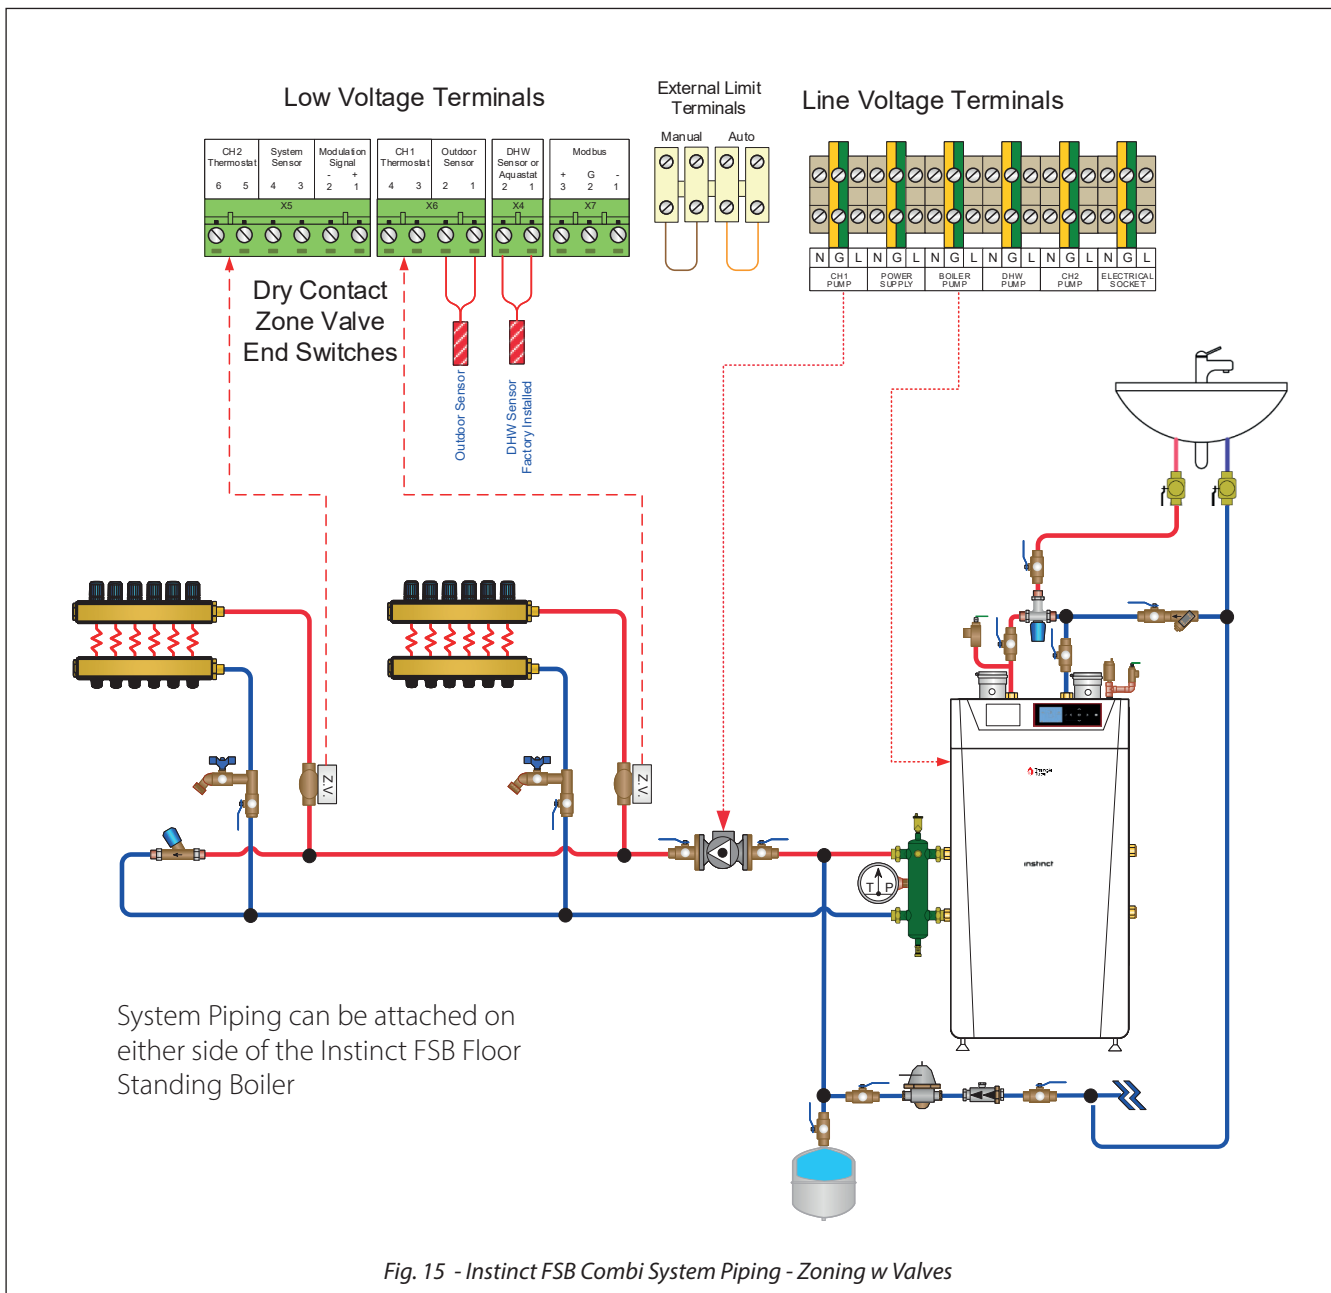 Low Voltage Terminals
External Limit
Terminals
Line Voltage Terminals
Manual Auto
CH2
Thermostat
6 5
System
Sensor
4 3
Modulation
Signal
- +
2 1
X5
CH1
Thermostat
4 3
Outdoor
Sensor
2 1
X6
DHW
Sensor or
Aquastat
2 1
X4
Modbus
+ G -
3 2 1
X7
N G L N G L N G L N G L N G L N G L
CH1
PUMP
POWER
SUPPLY
BOILER
PUMP
DHW
PUMP
CH2
PUMP
ELECTRICAL
SOCKET
Dry Contact
Zone Valve
End Switches
Outdoor Sensor
DHW Sensor
Factory Installed
Z.V.
Z.V.
T P
instinct
System Piping can be attached on
either side of the Instinct FSB Floor
Standing Boiler
Fig. 15 - Instinct FSB Combi System Piping - Zoning w Valves